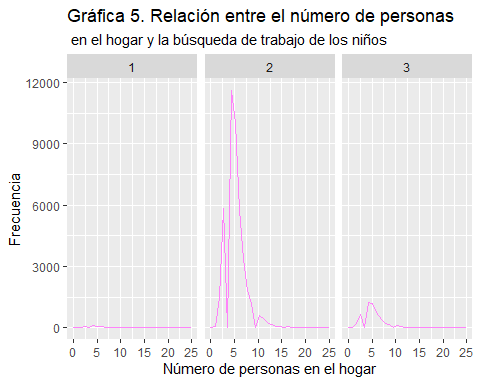 Gráfica 5. Relación entre el número de personas
en el hogar y la búsqueda de trabajo de los niños
1 2 3
12000
9000
6000
3000
0
Frecuencia
0 5 10 15 20 25 0 5 10 15 20 25 0 5 10 15 20 25
Número de personas en el hogar